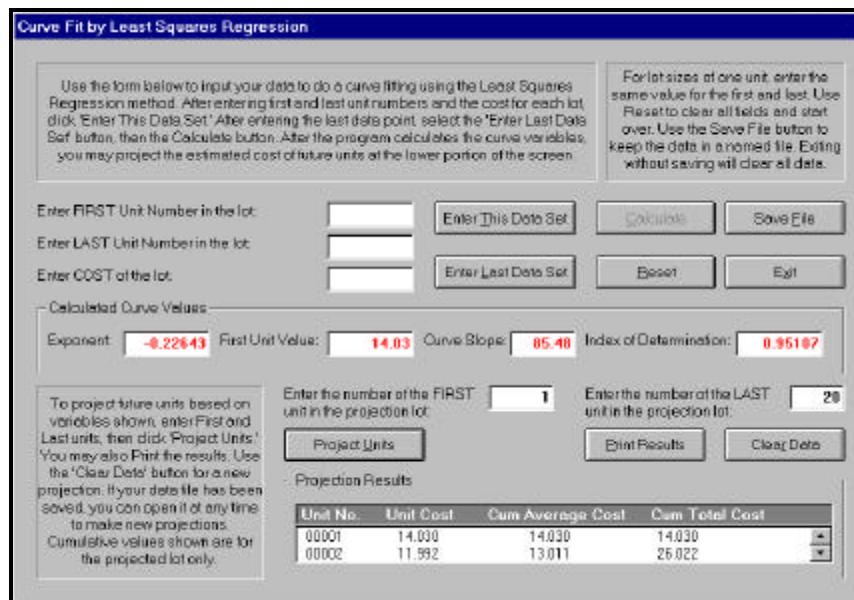 Curve Fit by Least Squares Regression
Use the form below to input your data to do a curve fitting using the Least Squares
Regression method. After entering first and last unit numbers and the cost for each lot,
click 'Enter This Data Set.' After entering the last data point, select the 'Enter Last Data
Set' button, then the Calculate button. After the program calculates the curve variables,
you may project the estimated cost of future units at the lower portion of the screen.
For lot sizes of one unit, enter the
same value for the first and last. Use
Reset to clear all fields and start
over. Use the Save File button to
keep the data in a named file. Exiting
without saving will clear all data.
Enter FIRST Unit Number in the lot:
Enter This Data Set
Calculate
Save File
Enter LAST Unit Number in the lot:
Enter COST of the lot:
Enter Last Data Set
Reset
Exit
Calculated Curve Values
Exponent: -0.22643 First Unit Value: 14.03 Curve Slope: 85.48 Index of Determination: 0.95107
To project future units based on
variables shown, enter First and
Last units, then click 'Project Units.'
You may also Print the results. Use
the 'Clear Data' button for a new
projection. If your data file has been
saved, you can open it at any time
to make new projections.
Cumulative values shown are for
the projected lot only.
Enter the number of the FIRST
unit in the projection lot: 1
Enter the number of the LAST
unit in the projection lot: 20
Project Units
Print Results
Clear Data
Projection Results
Unit No. Unit Cost Cum Average Cost Cum Total Cost
00001 14.030 14.030 14.030
00002 11.992 13.011 26.022